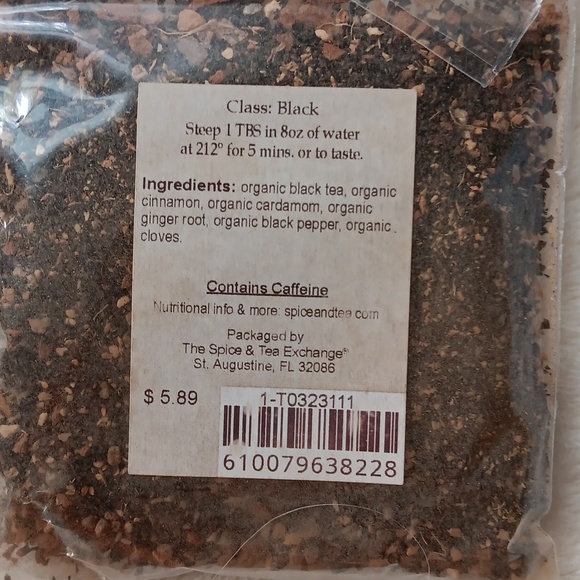 Class: Black
Steep 1 TBS in 8oz of water
at 212° for 5 mins. or to taste.
Ingredients: organic black tea, organic
cinnamon, organic cardamom, organic
ginger root, organic black pepper, organic
cloves.
Contains Caffeine
Nutritional info & more: spiceandtea.com
Packaged by
The Spice & Tea Exchange®
St. Augustine, FL 32086
$ 5.89
1-T0323111
610079638228